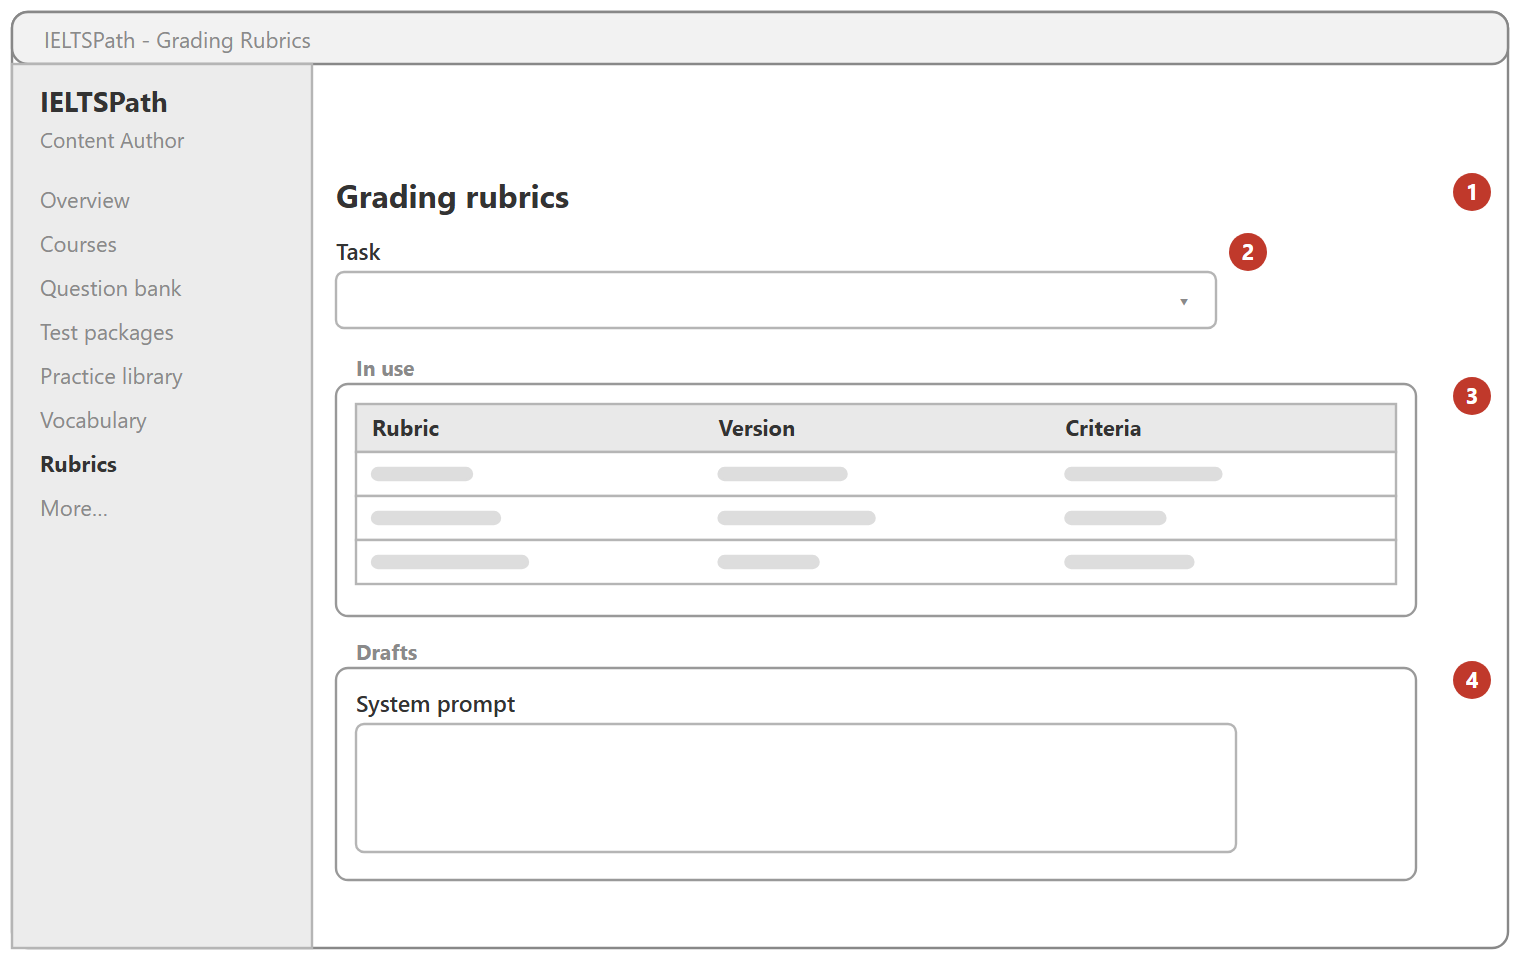 IELTSPath - Grading Rubrics
IELTSPath
Content Author
Overview
Courses
Question bank
Test packages
Practice library
Vocabulary
Rubrics
More...
Grading rubrics
1
Task
2
In use
3
Rubric Version Criteria
Drafts
4
System prompt